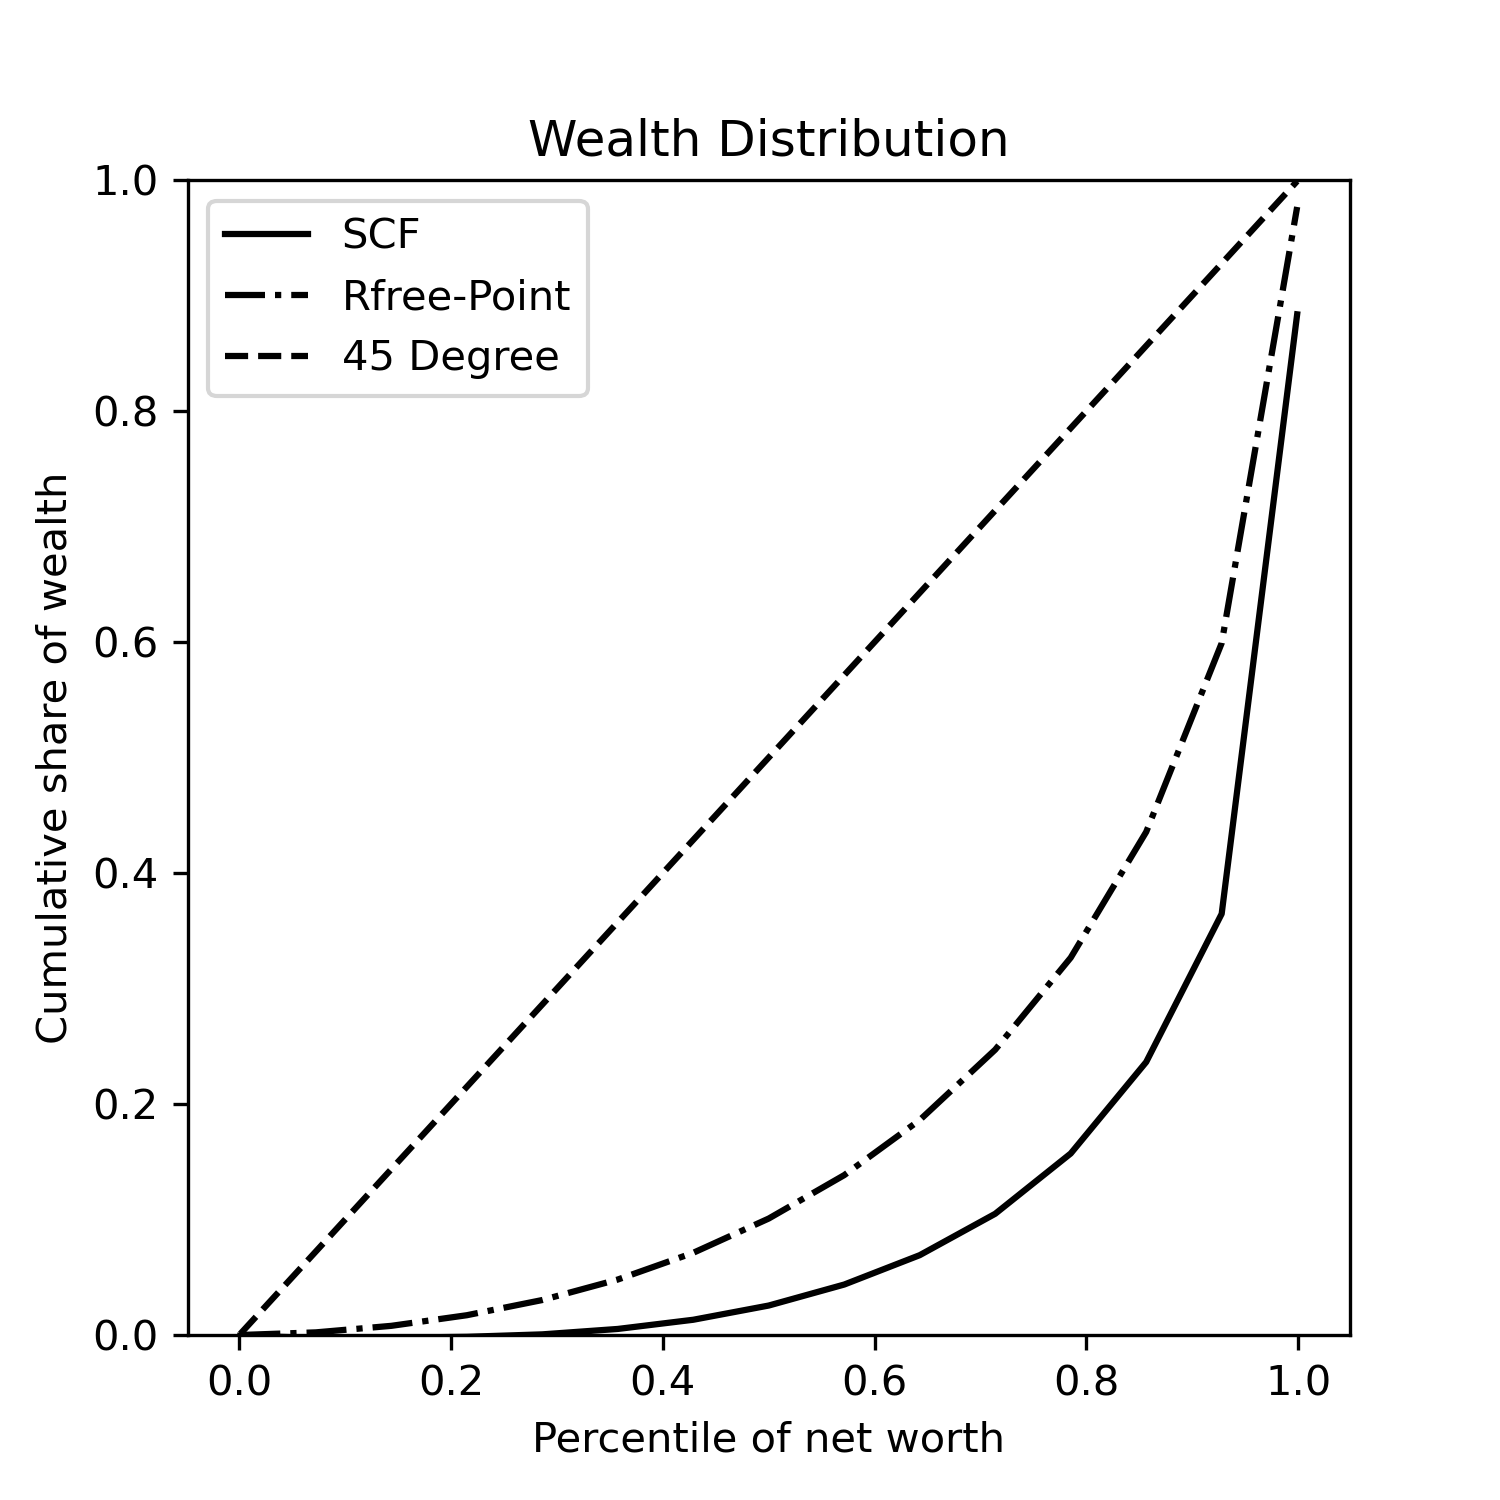 Wealth Distribution
1.0
0.8
0.6
0.4
0.2
0.0
Cumulative share of wealth
SCF
Rfree-Point
45 Degree
0.0 0.2 0.4 0.6 0.8 1.0
Percentile of net worth